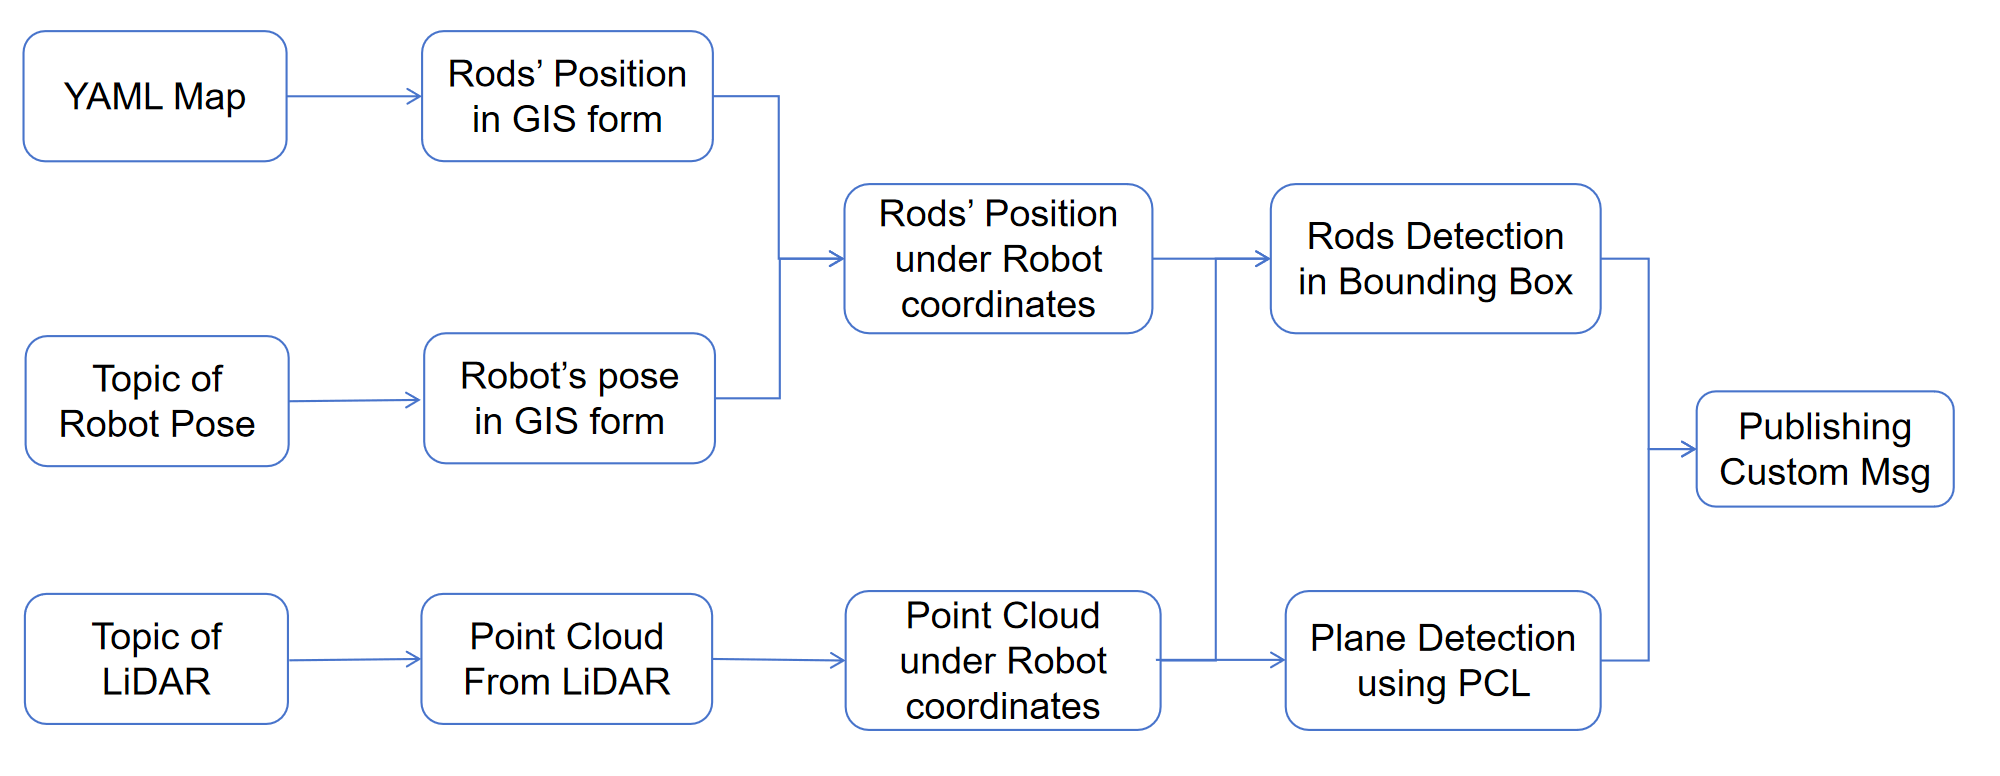 YAML Map
Rods’ Position
in GIS form
Rods’ Position
under Robot
coordinates
Rods Detection
in Bounding Box
Topic of
Robot Pose
Robot’s pose
in GIS form
Publishing
Custom Msg
Topic of
LiDAR
Point Cloud
From LiDAR
Point Cloud
under Robot
coordinates
Plane Detection
using PCL